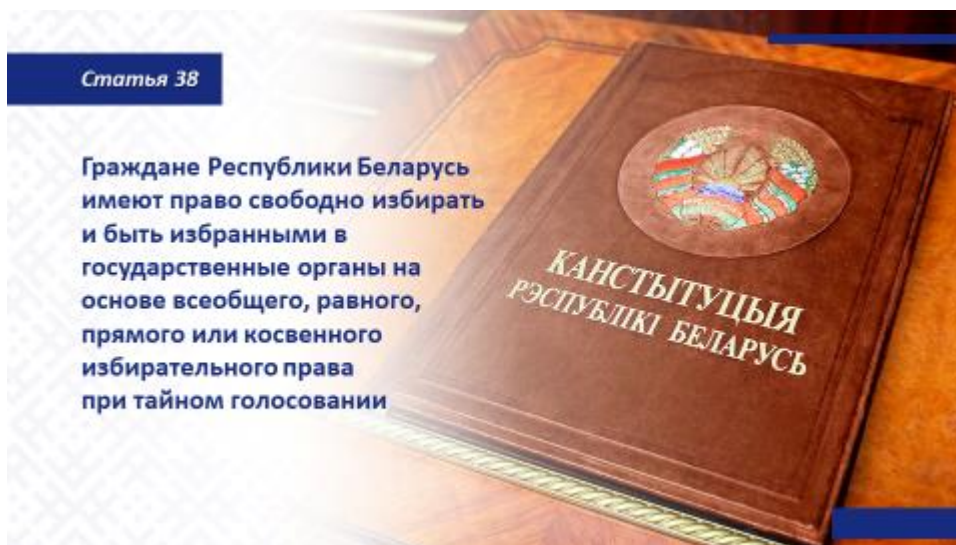 Статья 38
Граждане Республики Беларусь
имеют право свободно избирать
и быть избранными в
государственные органы на
основе всеобщего, равного,
прямого или косвенного
избирательного права
при тайном голосовании
КАНСТЫТУЦЫЯ
РЭСПУБЛІКІ БЕЛАРУСЬ